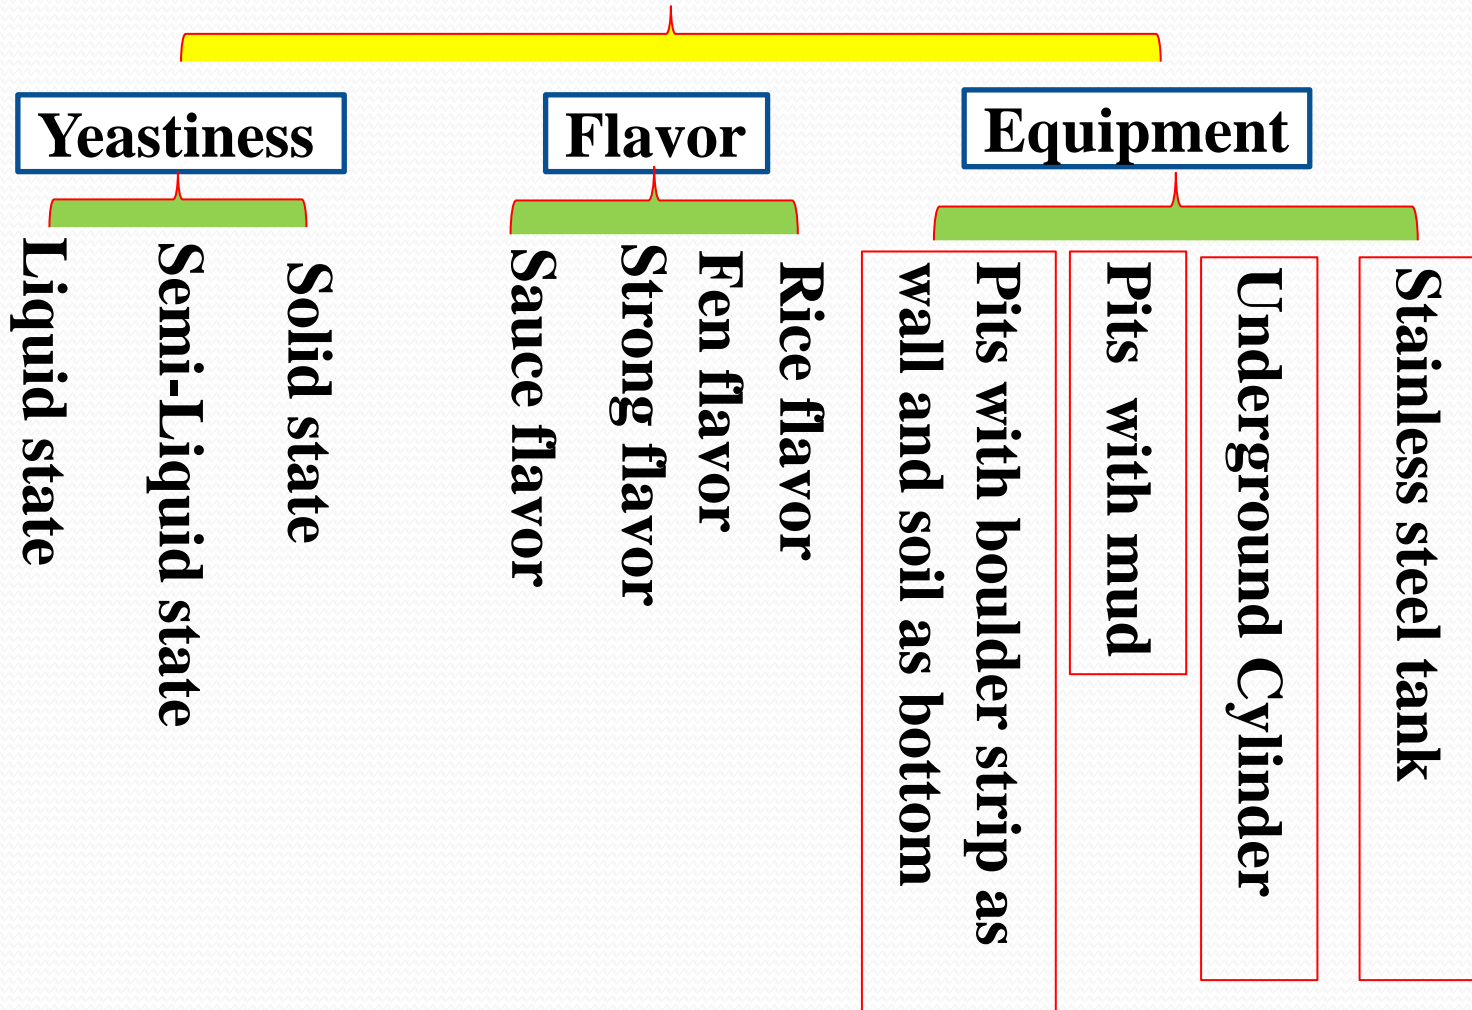 Yeastiness
Flavor
Equipment
Liquid state
Semi-Liquid state
Solid state
Sauce flavor
Strong flavor
Fen flavor
Rice flavor
Pits with boulder strip as
wall and soil as bottom
Pits with mud
Underground Cylinder
Stainless steel tank